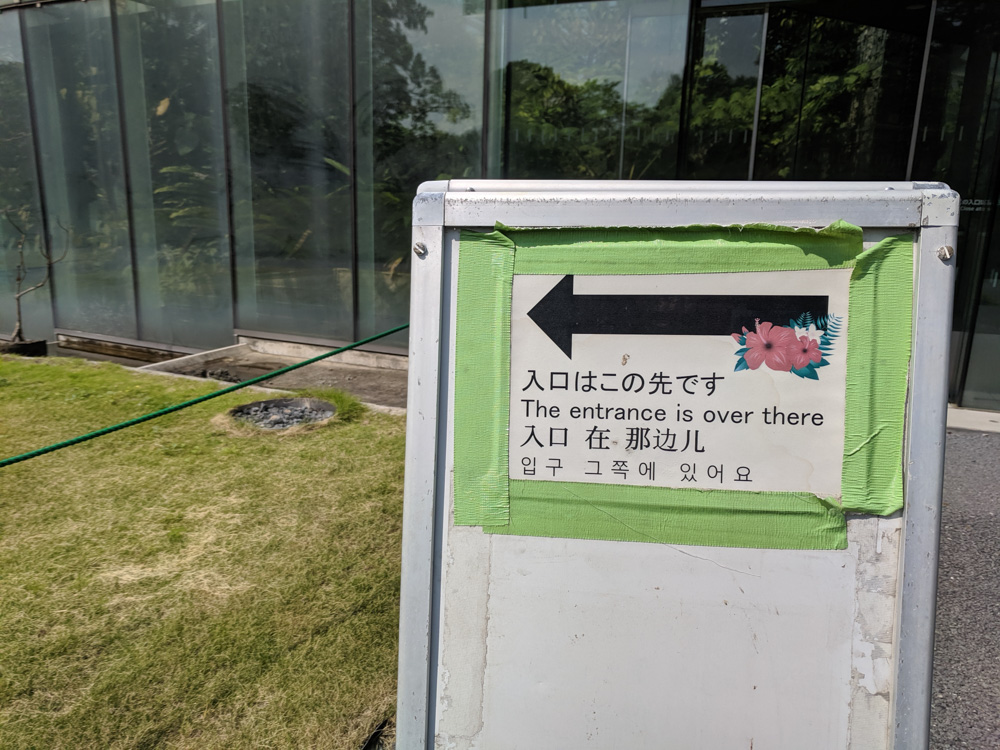 入口はこの先です
The entrance is over there
入口 在 那边儿
입구 그쪽에 있어요